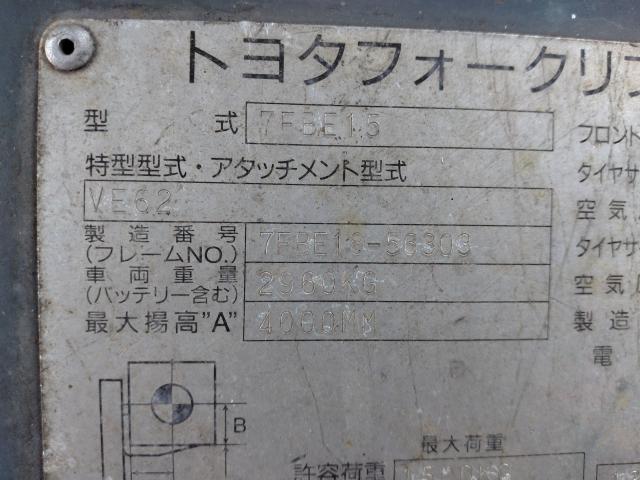 トヨタフォークリフ
型 式 7FBE15
フロント
特型型式・アタッチメント型式
タイヤサ
VE62
空気
製造番号
(フレームNO.)
タイヤサ
車両重量
(バッテリー含む)
2960KG
空気
最大揚高"A" 4000MM
製造
電
B
最大荷重
許容荷重